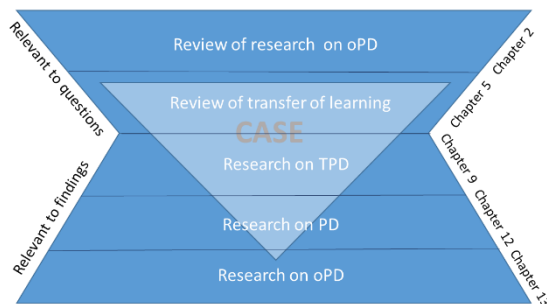 Review of research on oPD
Chapter 2
Relevant to questions
Review of transfer of learning
Chapter 5
CASE
Research on TPD
Chapter 9
Relevant to findings
Research on PD
Chapter 12
Research on oPD
Chapter